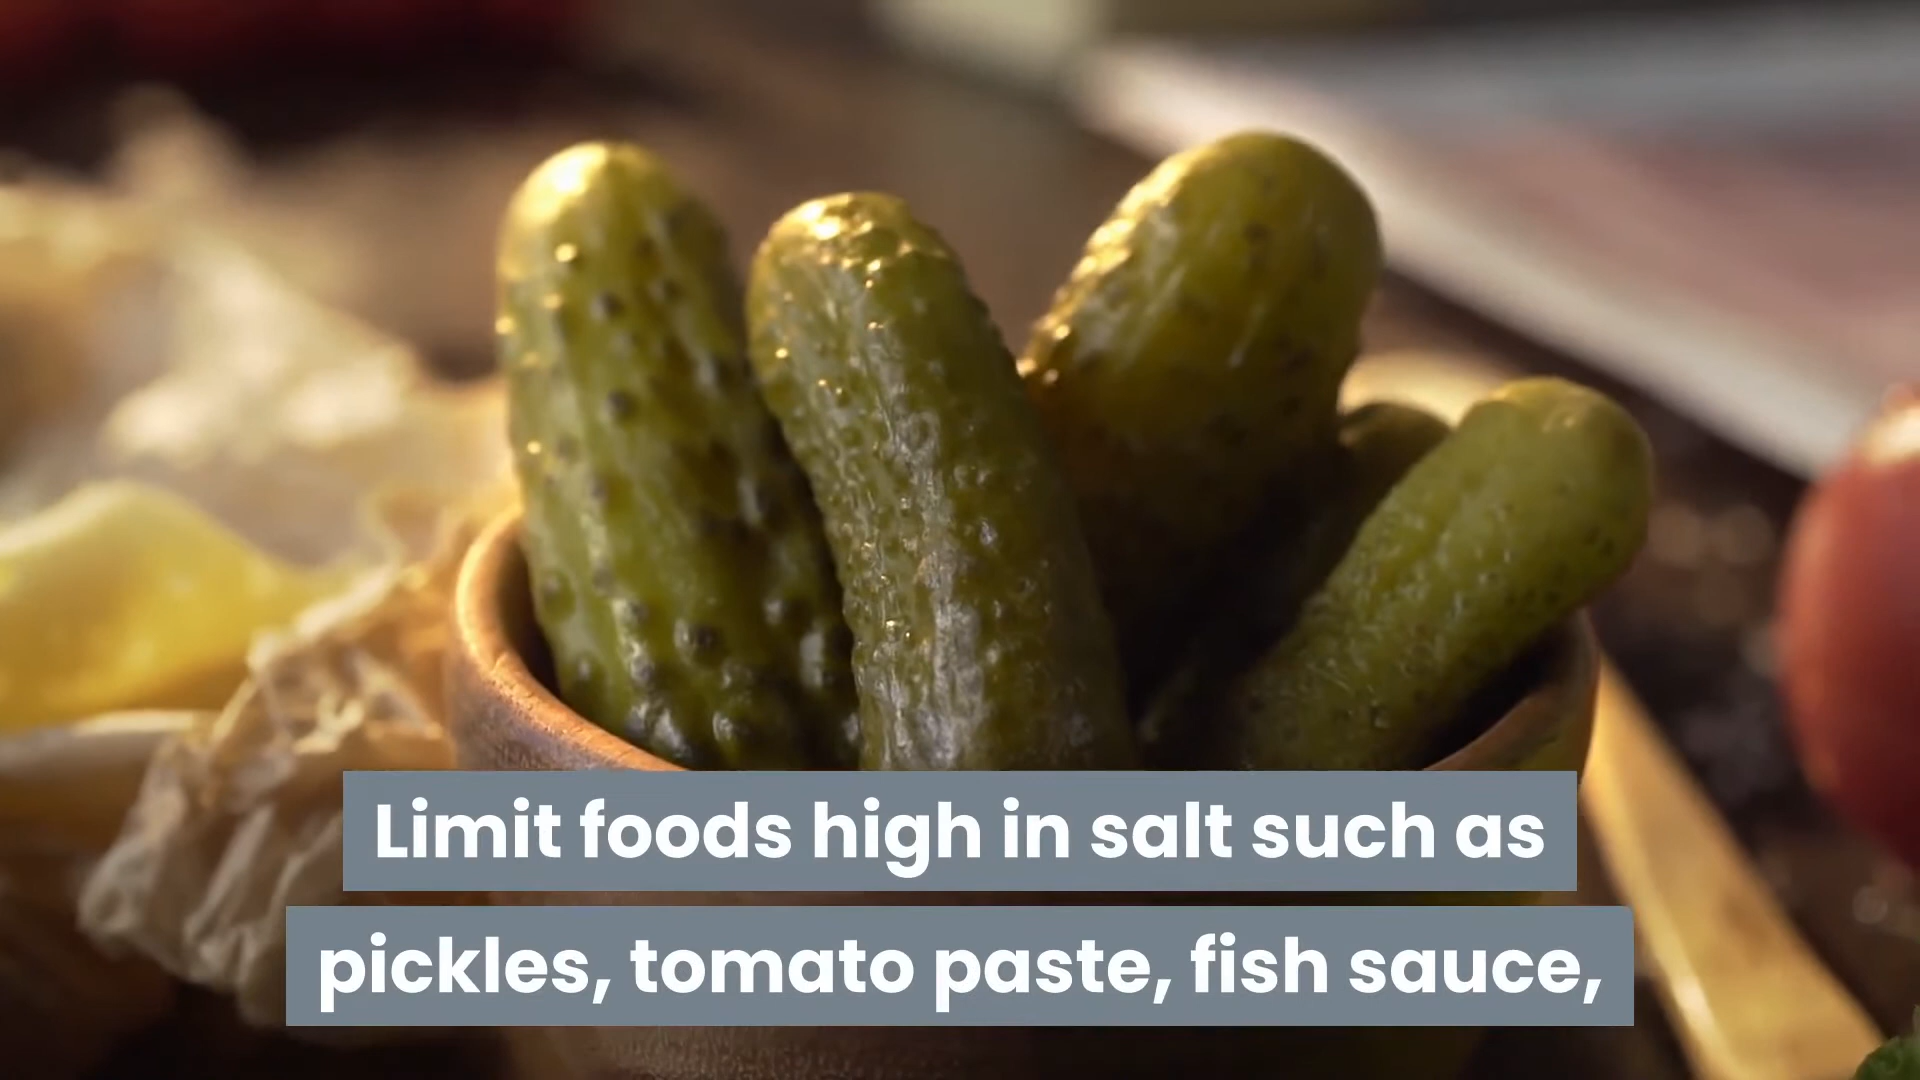 Limit foods high in salt such as
pickles, tomato paste, fish sauce,